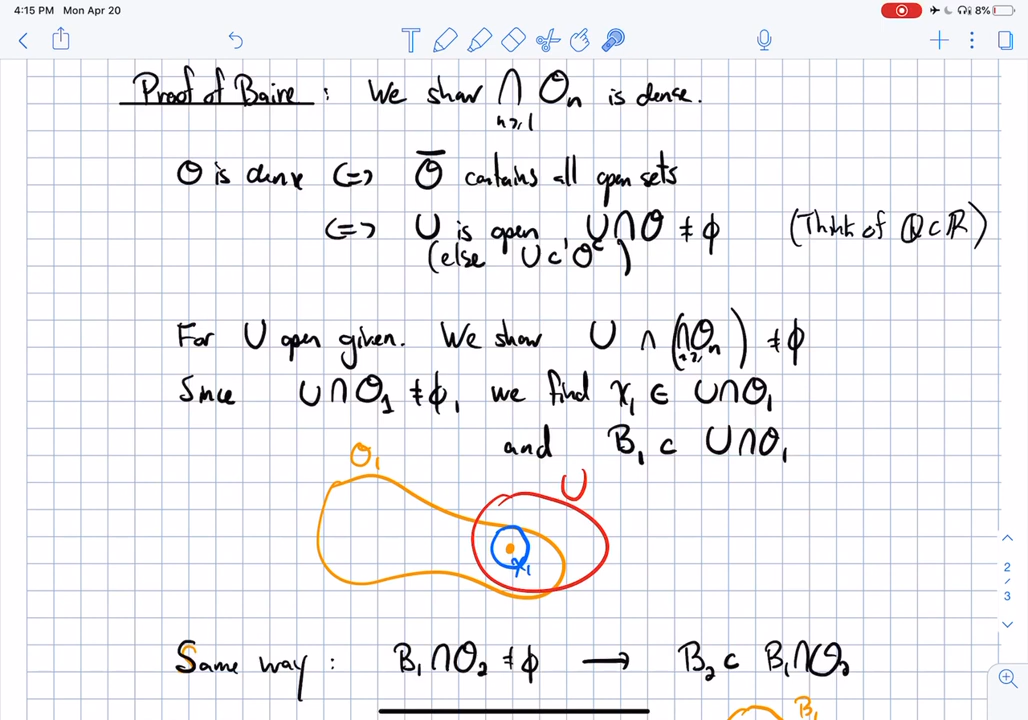 4:15 PM Mon Apr 20
8%
T
Proof of Baire : We show ⋂ O_n is dense.
n≥1
O is dense <=> O̅ contains all open sets
<=> U is open, U∩O ≠ ϕ (Think of Q⊂R)
(else U⊂O^c)
For U open given. We show U ∩ (⋂_{n≥1} O_n) ≠ ϕ
Since U∩O_1 ≠ ϕ, we find x_1 ∈ U∩O_1
and B_1 ⊂ U∩O_1
O_1
U
x_1
Same way : B_1∩O_2 ≠ ϕ → B_2 ⊂ B_1∩O_2
B_1
2
/
3